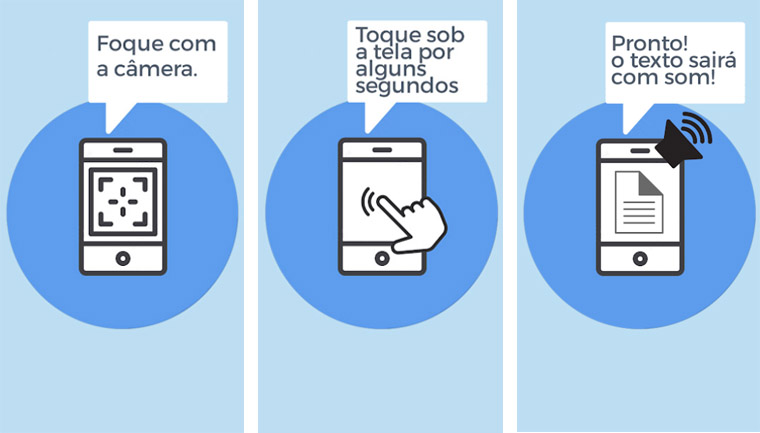 Foque com
a câmera.
Toque sob
a tela por
alguns
segundos
Pronto!
o texto sairá
com som!